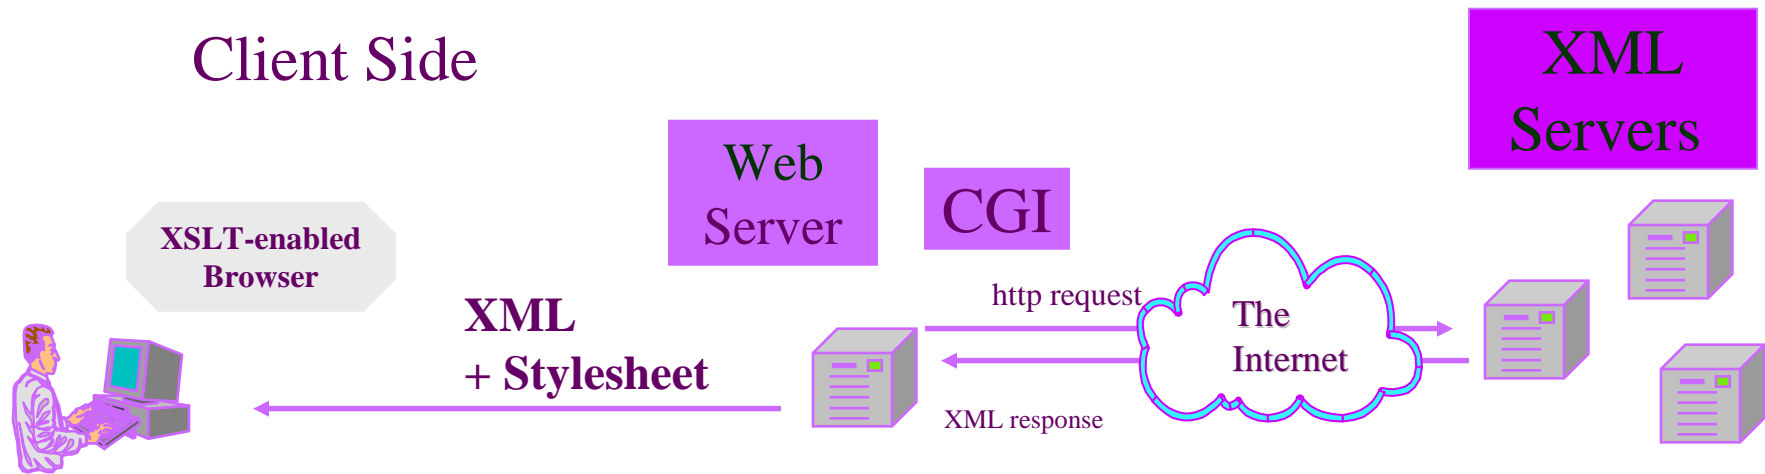 Client Side
XML
Servers
Web
Server
CGI
XSLT-enabled
Browser
XML
+ Stylesheet
http request
The
Internet
XML response